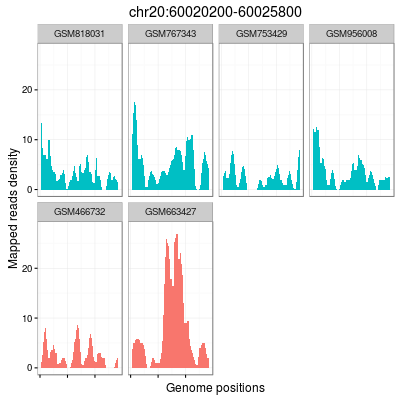 chr20:60020200-60025800
GSM818031 GSM767343 GSM753429 GSM956008
20
10
0
GSM466732 GSM663427
20
10
0
Mapped reads density
Genome positions